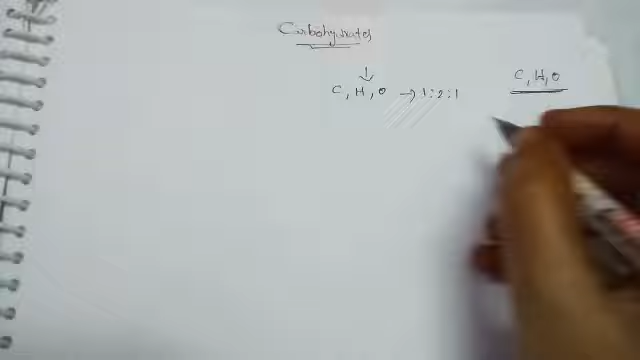 Carbohydrates
C, H, O → 1:2:1
C, H, O